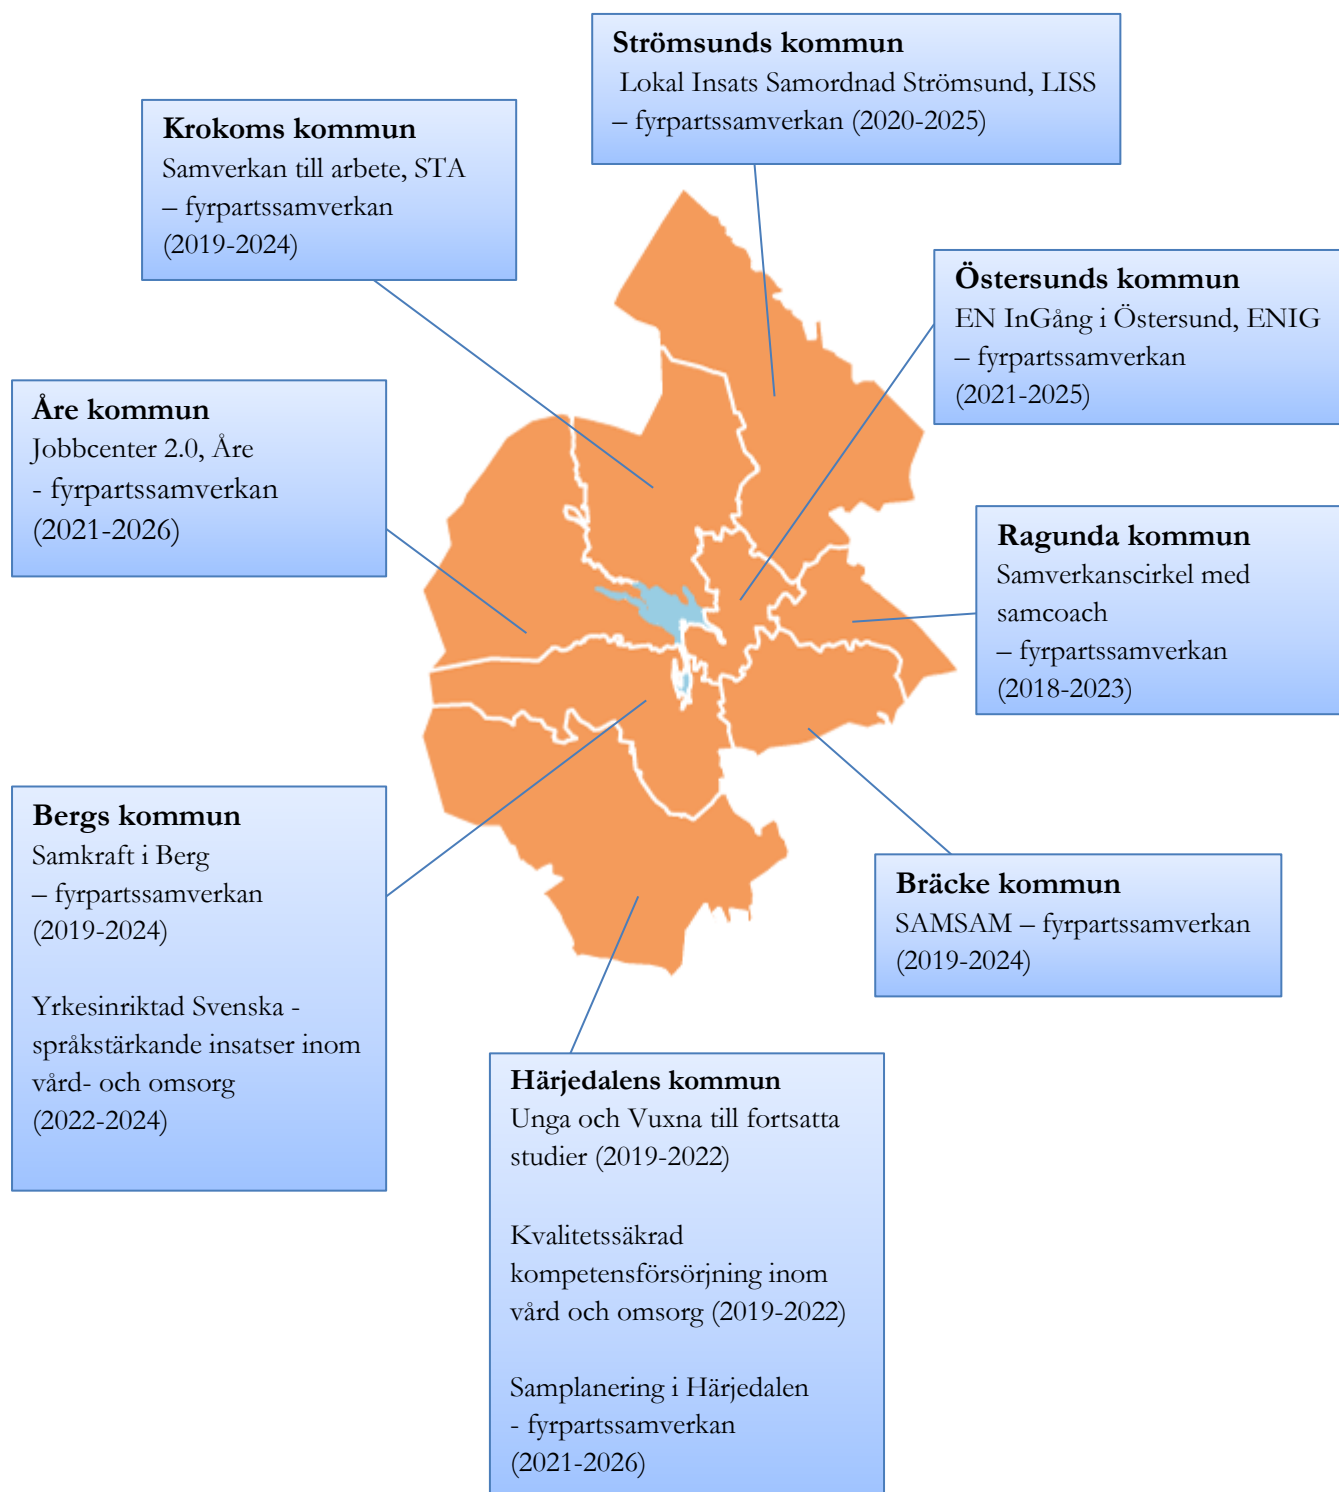 Strömsunds kommun
Lokal Insats Samordnad Strömsund, LISS
– fyrpartssamverkan (2020-2025)
Krokoms kommun
Samverkan till arbete, STA
– fyrpartssamverkan
(2019-2024)
Östersunds kommun
EN InGång i Östersund, ENIG
– fyrpartssamverkan
(2021-2025)
Åre kommun
Jobbcenter 2.0, Åre
- fyrpartssamverkan
(2021-2026)
Ragunda kommun
Samverkanscirkel med
samcoach
– fyrpartssamverkan
(2018-2023)
Bergs kommun
Samkraft i Berg
– fyrpartssamverkan
(2019-2024)
Yrkesinriktad Svenska -
språkstärkande insatser inom
vård- och omsorg
(2022-2024)
Bräcke kommun
SAMSAM – fyrpartssamverkan
(2019-2024)
Härjedalens kommun
Unga och Vuxna till fortsatta
studier (2019-2022)
Kvalitetssäkrad
kompetensförsörjning inom
vård och omsorg (2019-2022)
Samplanering i Härjedalen
- fyrpartssamverkan
(2021-2026)